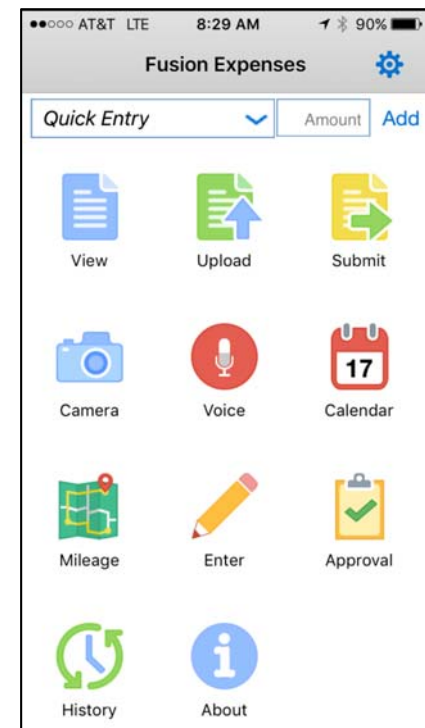 AT&T LTE 8:29 AM 90%
Fusion Expenses
Quick Entry Amount Add
View Upload Submit
17
Camera Voice Calendar
Mileage Enter Approval
History About